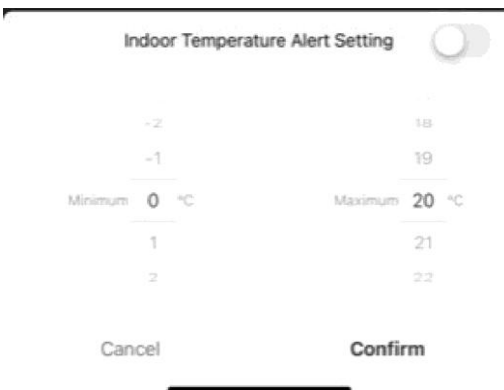 Indoor Temperature Alert Setting
-2 18
-1 19
Minimum 0 °C Maximum 20 °C
1 21
2 22
Cancel Confirm